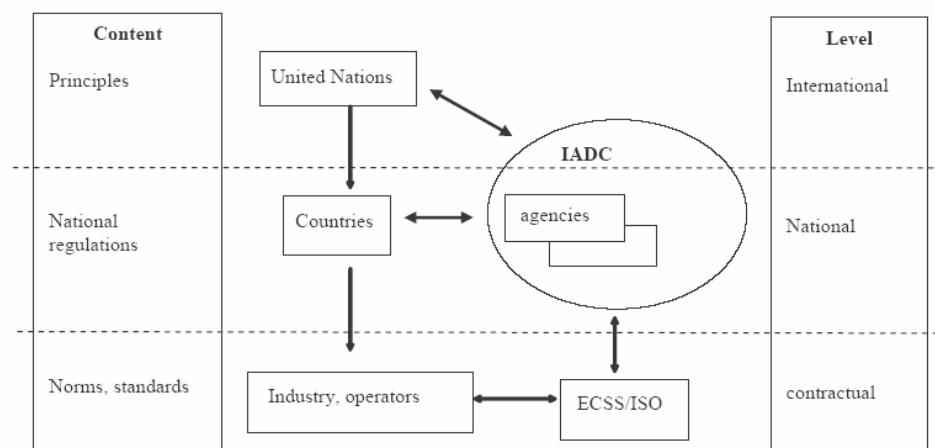 Content
Level
United Nations
Principles
International
IADC
agencies
Countries
National
regulations
National
Norms, standards
Industry, operators
ECSS/ISO
contractual